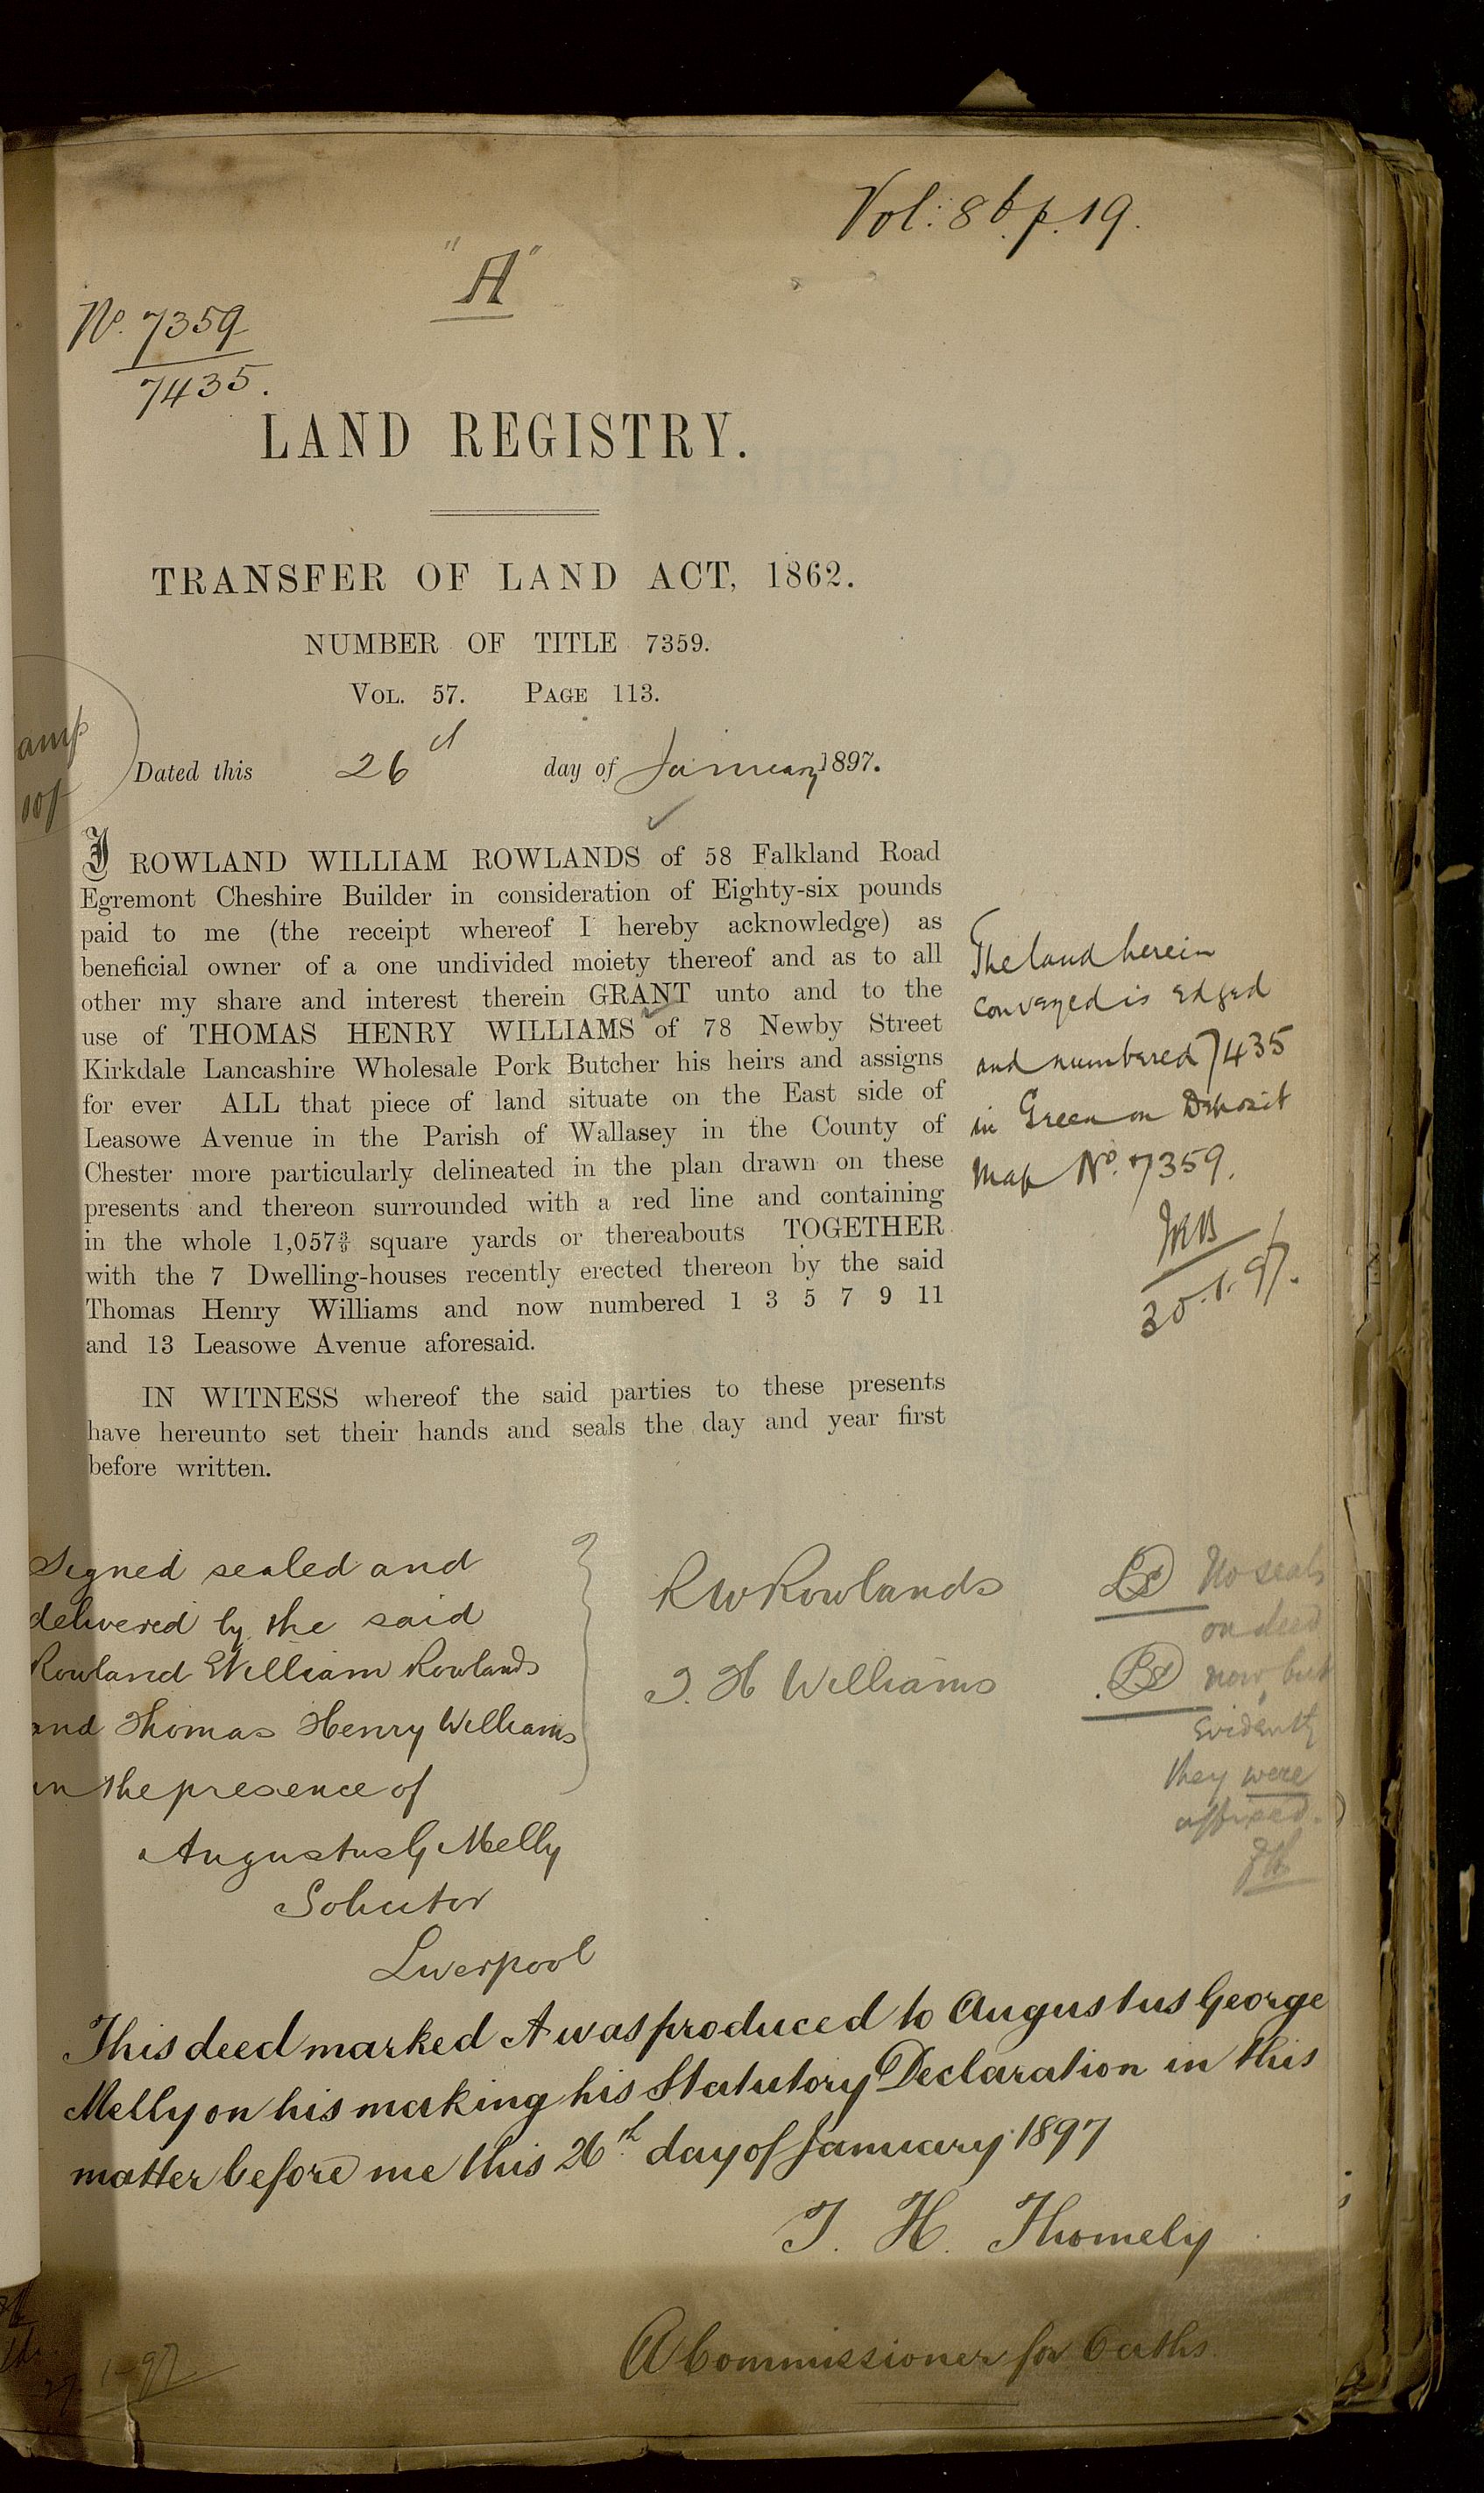 Vol: 86. p. 19.
"A"
No. 7359
7435.
LAND REGISTRY.
TRANSFER OF LAND ACT, 1862.
NUMBER OF TITLE 7359.
VOL. 57. PAGE 113.
amp
10/-
Dated this 26th day of January 1897.
I ROWLAND WILLIAM ROWLANDS of 58 Falkland Road
Egremont Cheshire Builder in consideration of Eighty-six pounds
paid to me (the receipt whereof I hereby acknowledge) as
beneficial owner of a one undivided moiety thereof and as to all
other my share and interest therein GRANT unto and to the
use of THOMAS HENRY WILLIAMS of 78 Newby Street
Kirkdale Lancashire Wholesale Pork Butcher his heirs and assigns
for ever ALL that piece of land situate on the East side of
Leasowe Avenue in the Parish of Wallasey in the County of
Chester more particularly delineated in the plan drawn on these
presents and thereon surrounded with a red line and containing
in the whole 1,057 square yards or thereabouts TOGETHER
with the 7 Dwelling-houses recently erected thereon by the said
Thomas Henry Williams and now numbered 1 3 5 7 9 11
and 13 Leasowe Avenue aforesaid.
The land herein
conveyed is edged
and numbered 7435
in Green on Deposit
Map No. 7359.
30.1.97.
IN WITNESS whereof the said parties to these presents
have hereunto set their hands and seals the day and year first
before written.
Signed sealed and
delivered by the said
Rowland William Rowlands
and Thomas Henry Williams
in the presence of
Augustus G Melly
Solicitor
Liverpool
R W Rowlands
T. H Williams
LS
LS
No seals
on deed
now but
evidently
they were
affixed.
This deed marked A was produced to Augustus George
Melly on his making his Statutory Declaration in this
matter before me this 26th day of January 1897
T. H. Thornely
A Commissioner for Oaths
1-97